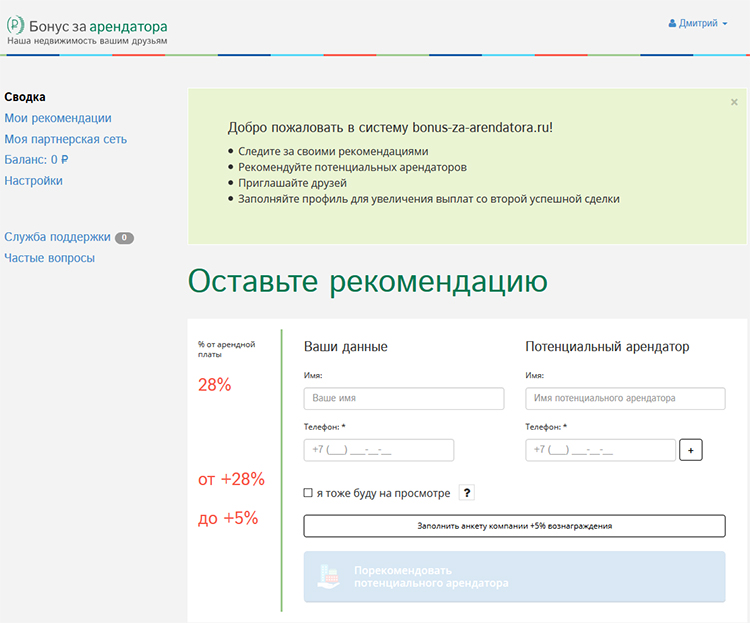 Бонус за арендатора
Наша недвижимость вашим друзьям
Дмитрий
Сводка
Мои рекомендации
Моя партнерская сеть
Баланс: 0 ₽
Настройки
Служба поддержки 0
Частые вопросы
×
Добро пожаловать в систему bonus-za-arendatora.ru!
• Следите за своими рекомендациями
• Рекомендуйте потенциальных арендаторов
• Приглашайте друзей
• Заполняйте профиль для увеличения выплат со второй успешной сделки
Оставьте рекомендацию
% от арендной
платы
28%
от +28%
до +5%
Ваши данные
Имя:
Ваше имя
Телефон: *
+7 (___) ___-__-__
Потенциальный арендатор
Имя:
Имя потенциального арендатора
Телефон: *
+7 (___) ___-__-__
+
я тоже буду на просмотре ?
Заполнить анкету компании +5% вознаграждения
Порекомендовать
потенциального арендатора